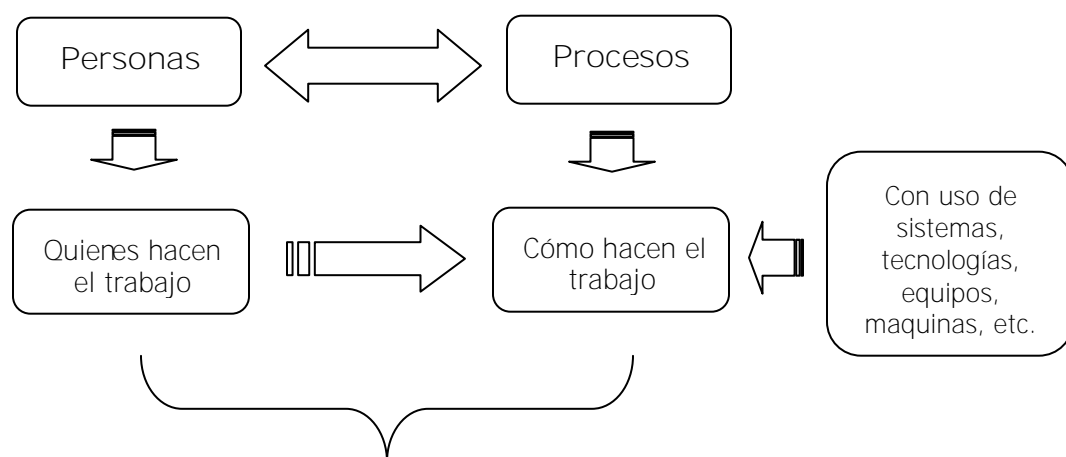 Personas
Procesos
Quienes hacen
el trabajo
Cómo hacen el
trabajo
Con uso de
sistemas,
tecnologías,
equipos,
maquinas, etc.